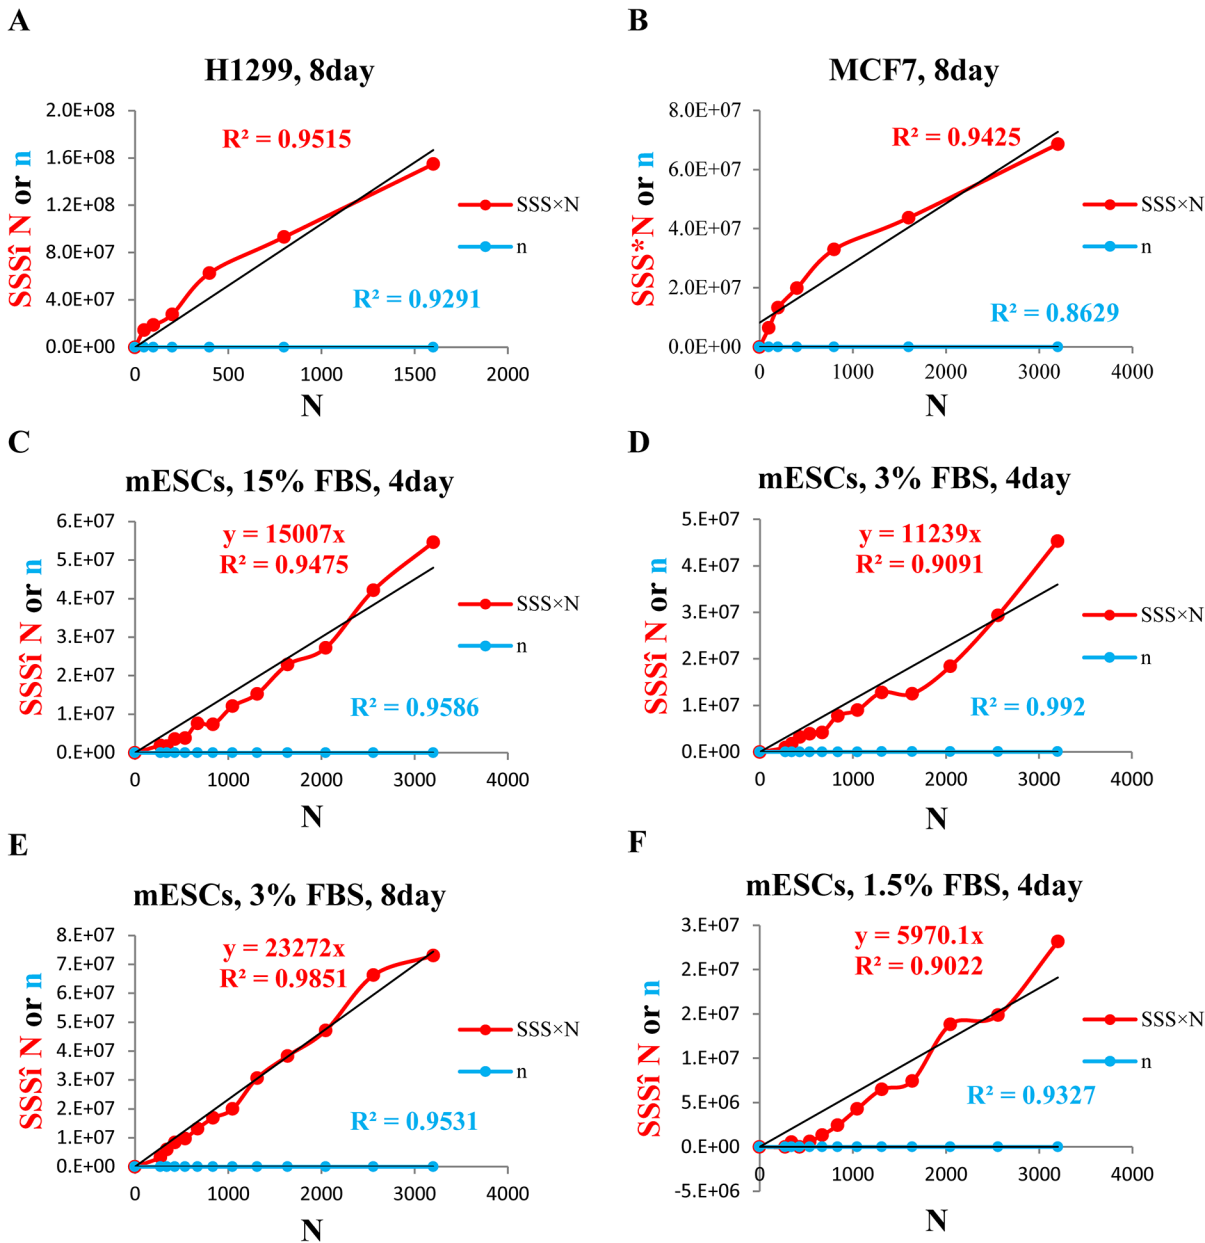 A
H1299, 8day
SSSî N or n
2.0E+08
1.6E+08
1.2E+08
8.0E+07
4.0E+07
0.0E+00
R² = 0.9515
R² = 0.9291
SSS×N
n
0
500
1000
1500
2000
N
B
MCF7, 8day
SSS*N or n
8.0E+07
6.0E+07
4.0E+07
2.0E+07
0.0E+00
R² = 0.9425
R² = 0.8629
SSS×N
n
0
1000
2000
3000
4000
N
C
mESCs, 15% FBS, 4day
SSSî N or n
6.E+07
5.E+07
4.E+07
3.E+07
2.E+07
1.E+07
0.E+00
y = 15007x
R² = 0.9475
R² = 0.9586
SSS×N
n
0
1000
2000
3000
4000
N
D
mESCs, 3% FBS, 4day
SSSî N or n
5.E+07
4.E+07
3.E+07
2.E+07
1.E+07
0.E+00
y = 11239x
R² = 0.9091
R² = 0.992
SSS×N
n
0
1000
2000
3000
4000
N
E
mESCs, 3% FBS, 8day
SSSî N or n
8.E+07
7.E+07
6.E+07
5.E+07
4.E+07
3.E+07
2.E+07
1.E+07
0.E+00
y = 23272x
R² = 0.9851
R² = 0.9531
SSS×N
n
0
1000
2000
3000
4000
N
F
mESCs, 1.5% FBS, 4day
SSSî N or n
3.E+07
2.E+07
2.E+07
1.E+07
5.E+06
0.E+00
-5.E+06
y = 5970.1x
R² = 0.9022
R² = 0.9327
SSS×N
n
0
1000
2000
3000
4000
N